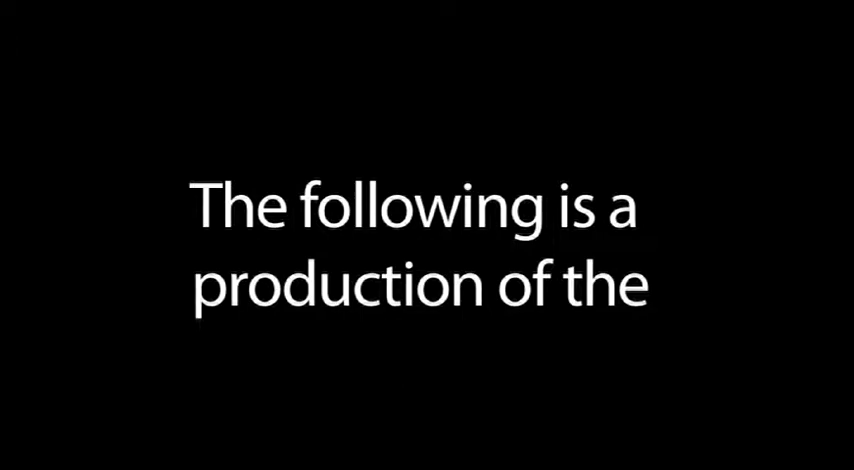 The following is a
production of the